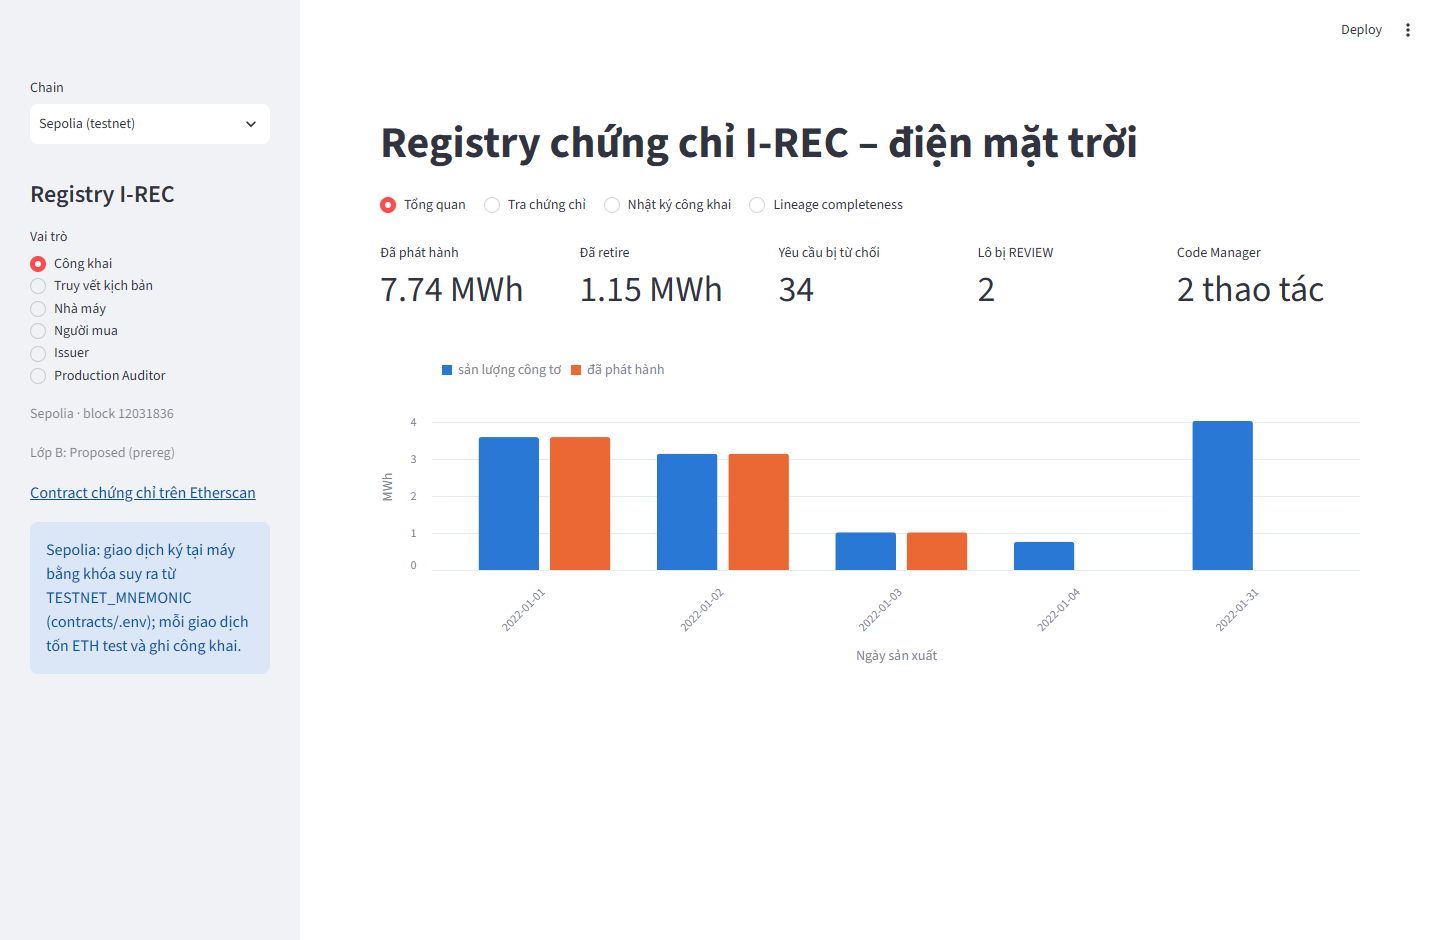 Deploy
Chain
Sepolia (testnet)
Registry I-REC
Vai trò
Công khai
Truy vết kịch bản
Nhà máy
Người mua
Issuer
Production Auditor
Sepolia · block 12031836
Lớp B: Proposed (prereg)
Contract chứng chỉ trên Etherscan
Sepolia: giao dịch ký tại máy
bằng khóa suy ra từ
TESTNET_MNEMONIC
(contracts/.env); mỗi giao dịch
tốn ETH test và ghi công khai.
Registry chứng chỉ I-REC – điện mặt trời
Tổng quan Tra chứng chỉ Nhật ký công khai Lineage completeness
Đã phát hành Đã retire Yêu cầu bị từ chối Lô bị REVIEW Code Manager
7.74 MWh 1.15 MWh 34 2 2 thao tác
sản lượng công tơ đã phát hành
4
3
2
1
0
MWh
2022-01-01 2022-01-02 2022-01-03 2022-01-04 2022-01-31
Ngày sản xuất